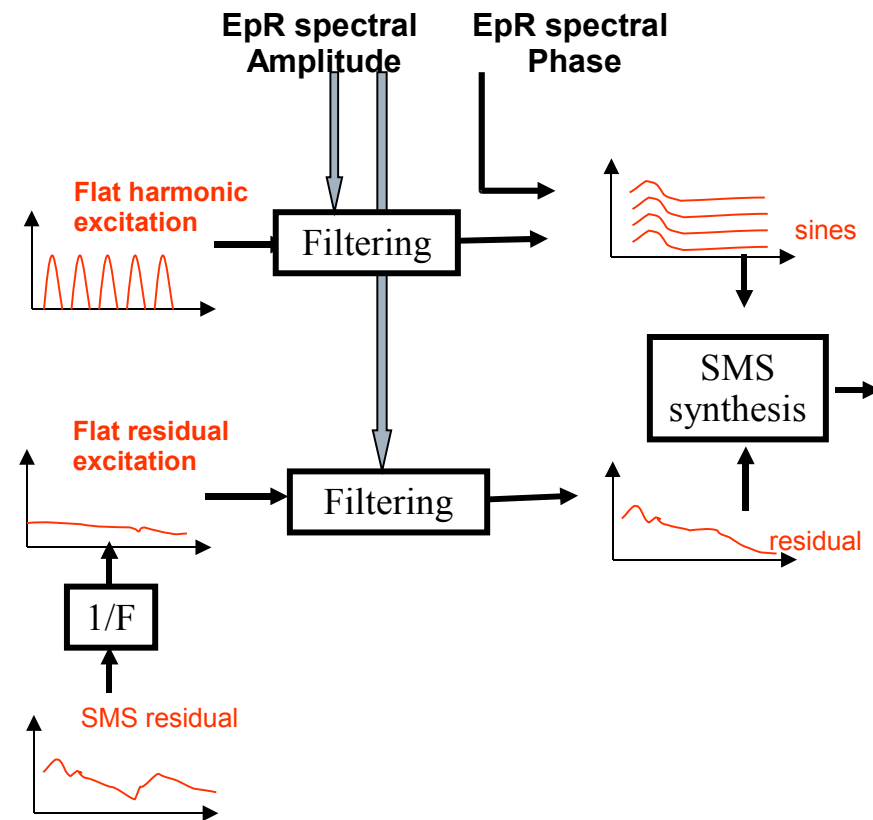 EpR spectral
Amplitude
EpR spectral
Phase
Flat harmonic
excitation
Filtering
sines
SMS
synthesis
Flat residual
excitation
Filtering
residual
1/F
SMS residual